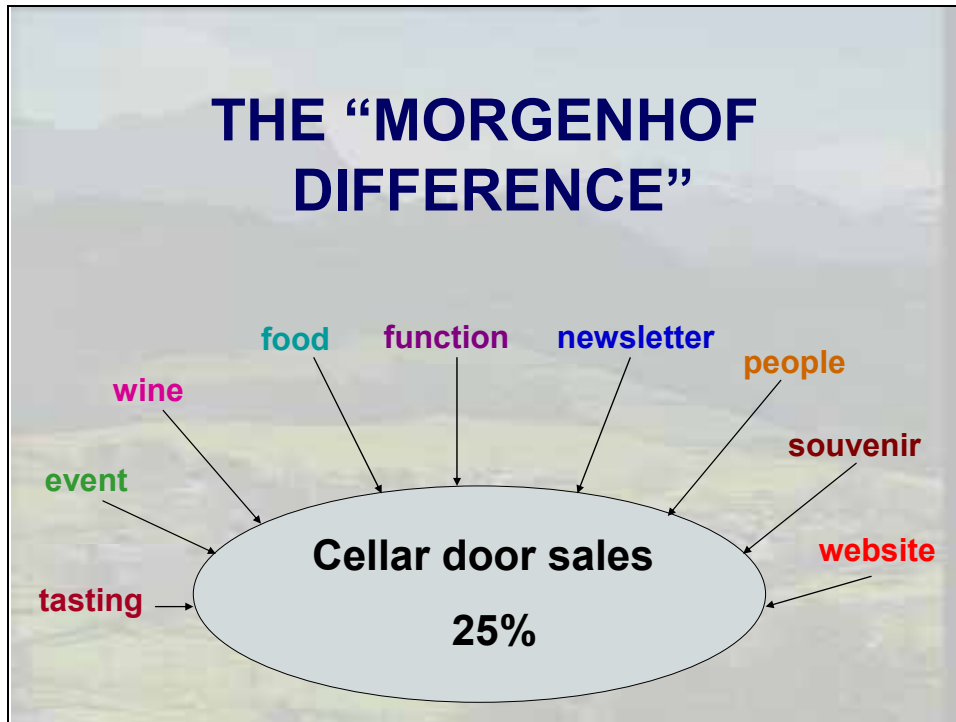 THE “MORGENHOF
DIFFERENCE”
food
function
newsletter
people
wine
souvenir
event
website
tasting
Cellar door sales
25%